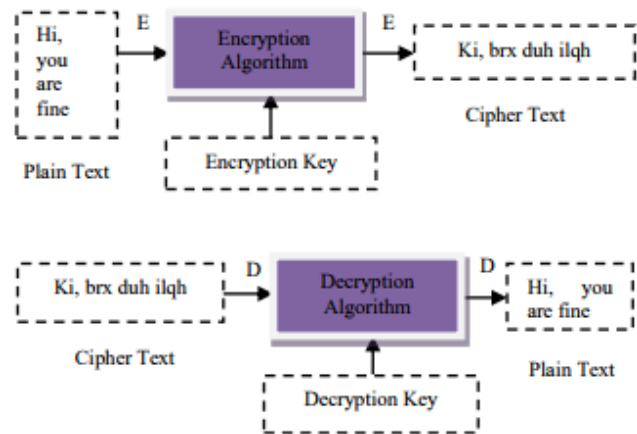 Hi,
you
are
fine
E
Encryption
Algorithm
E
Ki, brx duh ilqh
Cipher Text
Encryption Key
Plain Text
Ki, brx duh ilqh
D
Decryption
Algorithm
D
Hi, you
are fine
Cipher Text
Plain Text
Decryption Key